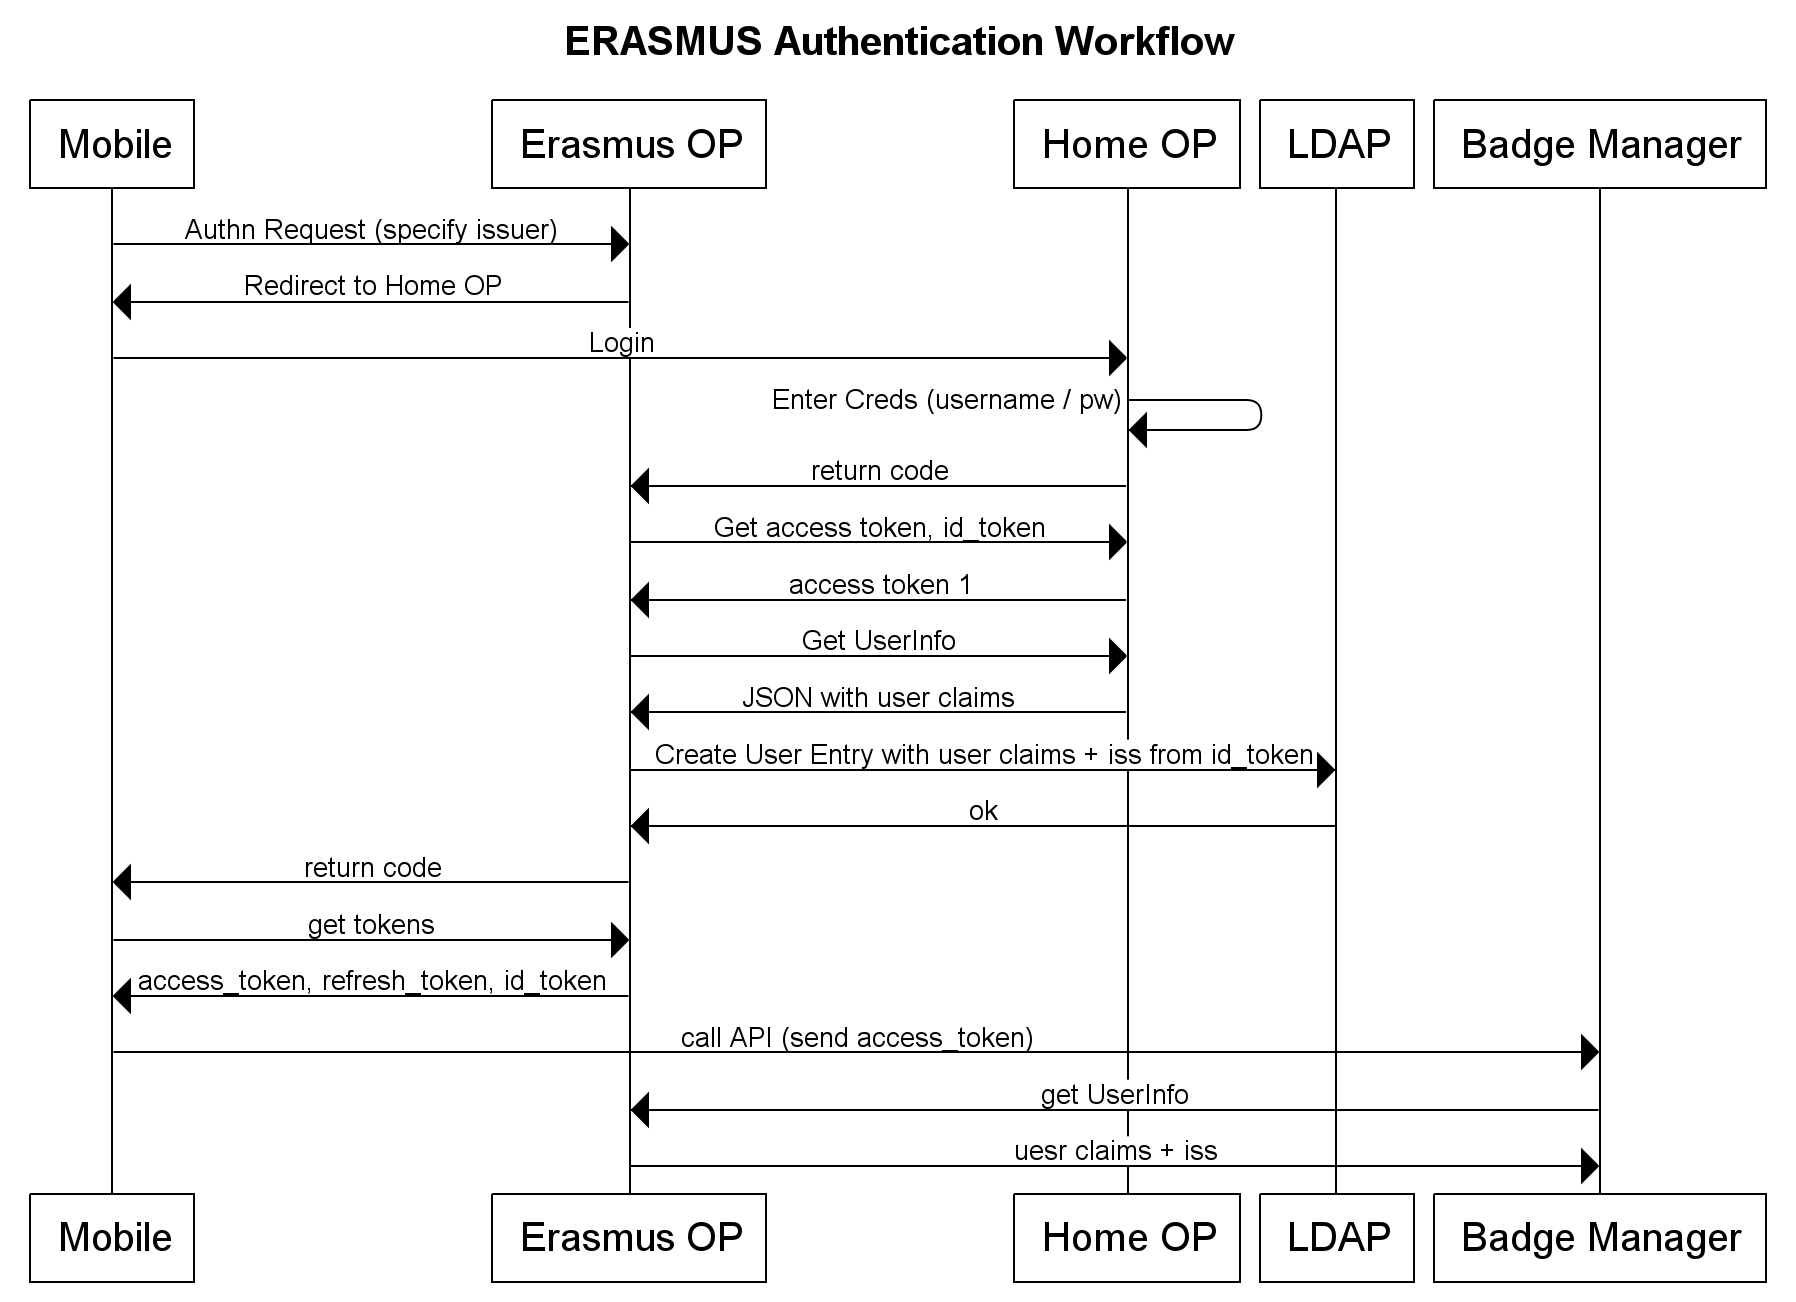 ERASMUS Authentication Workflow
Mobile
Erasmus OP
Home OP
LDAP
Badge Manager
Authn Request (specify issuer)
Redirect to Home OP
Login
Enter Creds (username / pw)
return code
Get access token, id_token
access token 1
Get UserInfo
JSON with user claims
Create User Entry with user claims + iss from id_token
ok
return code
get tokens
access_token, refresh_token, id_token
call API (send access_token)
get UserInfo
uesr claims + iss
Mobile
Erasmus OP
Home OP
LDAP
Badge Manager